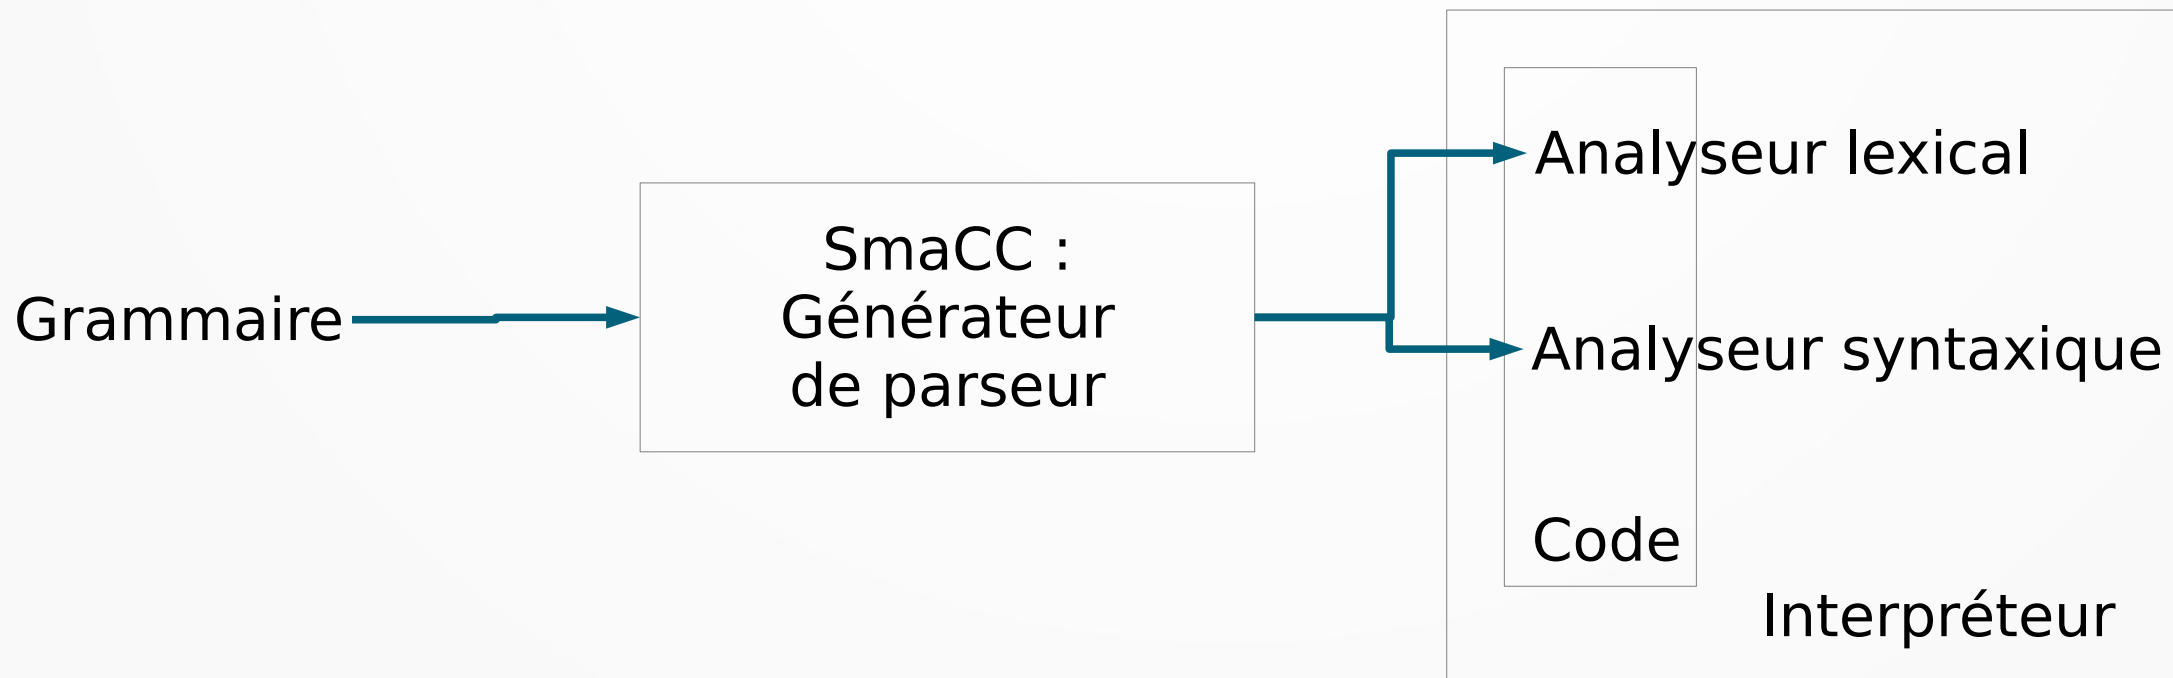 Grammaire
SmaCC :
Générateur
de parseur
Analyseur lexical
Analyseur syntaxique
Code
Interpréteur